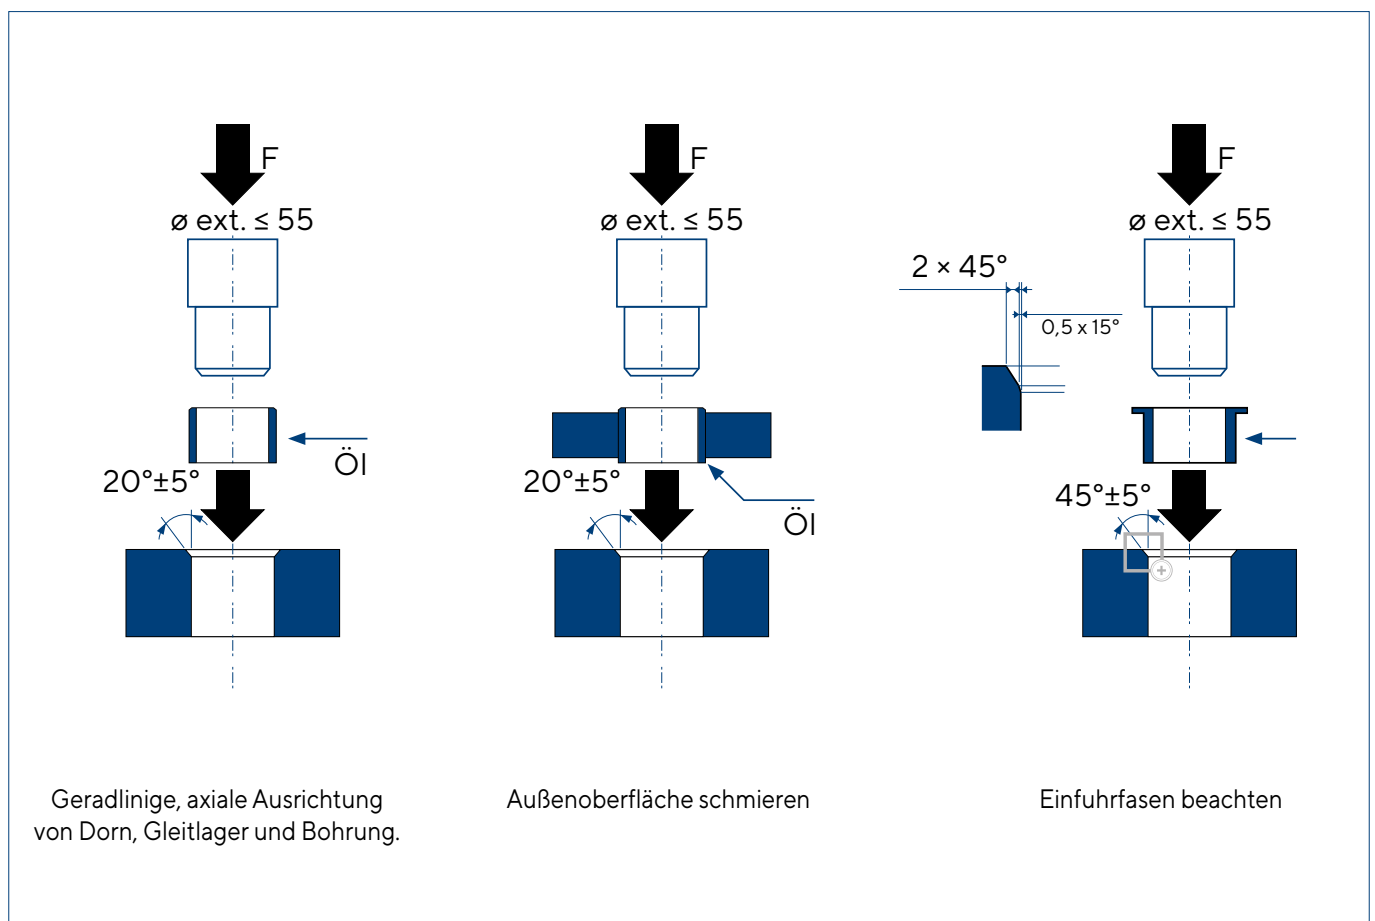 F
ø ext. ≤ 55
Öl
20°±5°
Geradlinige, axiale Ausrichtung
von Dorn, Gleitlager und Bohrung.
F
ø ext. ≤ 55
20°±5°
Öl
Außenoberfläche schmieren
F
ø ext. ≤ 55
2 × 45°
0,5 x 15°
45°±5°
Einfuhrfasen beachten